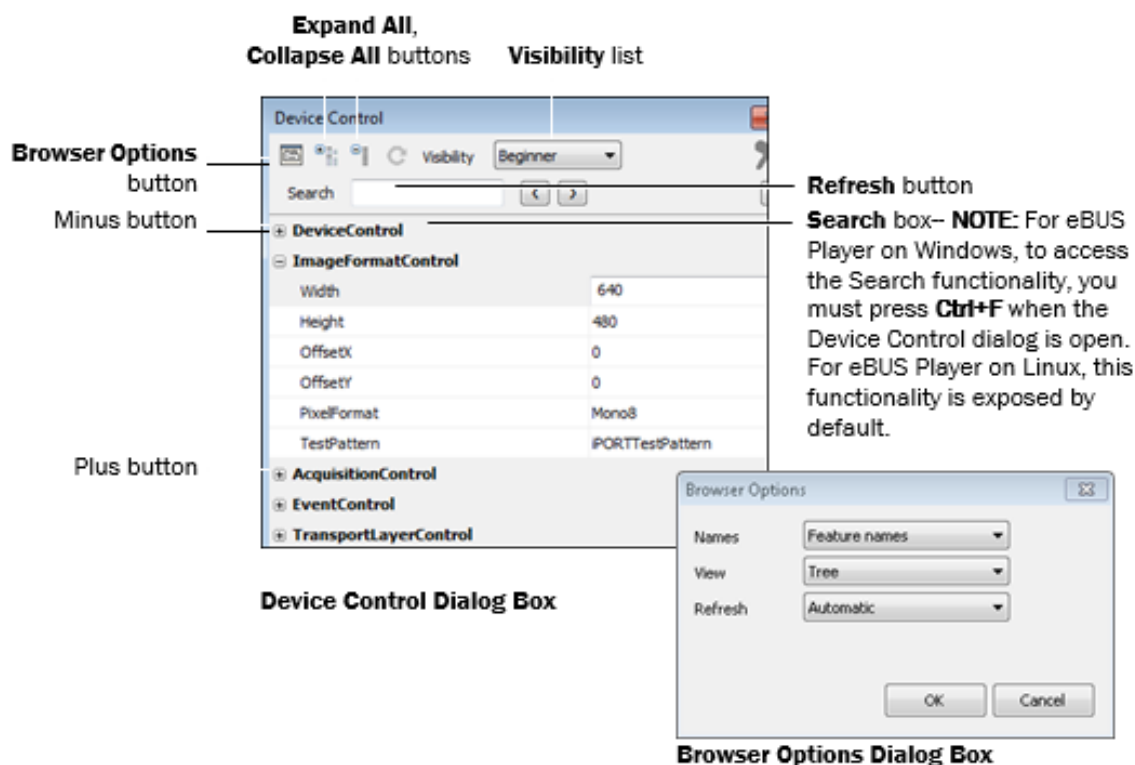 Expand All,
Collapse All buttons
Visibility list
Device Control
Browser Options
button
Visibility Beginner
Search < >
Refresh button
Minus button
Search box– NOTE: For eBUS
Player on Windows, to access
the Search functionality, you
must press Ctrl+F when the
Device Control dialog is open.
For eBUS Player on Linux, this
functionality is exposed by
default.
DeviceControl
ImageFormatControl
Width 640
Height 480
OffsetX 0
OffsetY 0
PixelFormat Mono8
TestPattern iPORTTestPattern
Plus button
AcquisitionControl
EventControl
TransportLayerControl
Device Control Dialog Box
Browser Options
Names Feature names
View Tree
Refresh Automatic
OK Cancel
Browser Options Dialog Box